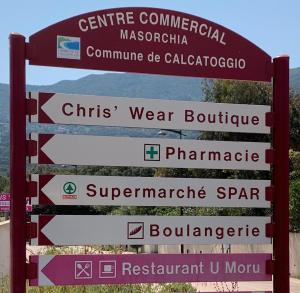 CENTRE COMMERCIAL
MASORCHIA
Commune de CALCATOGGIO
Chris' Wear Boutique
Pharmacie
Supermarché SPAR
Boulangerie
Restaurant U Moru